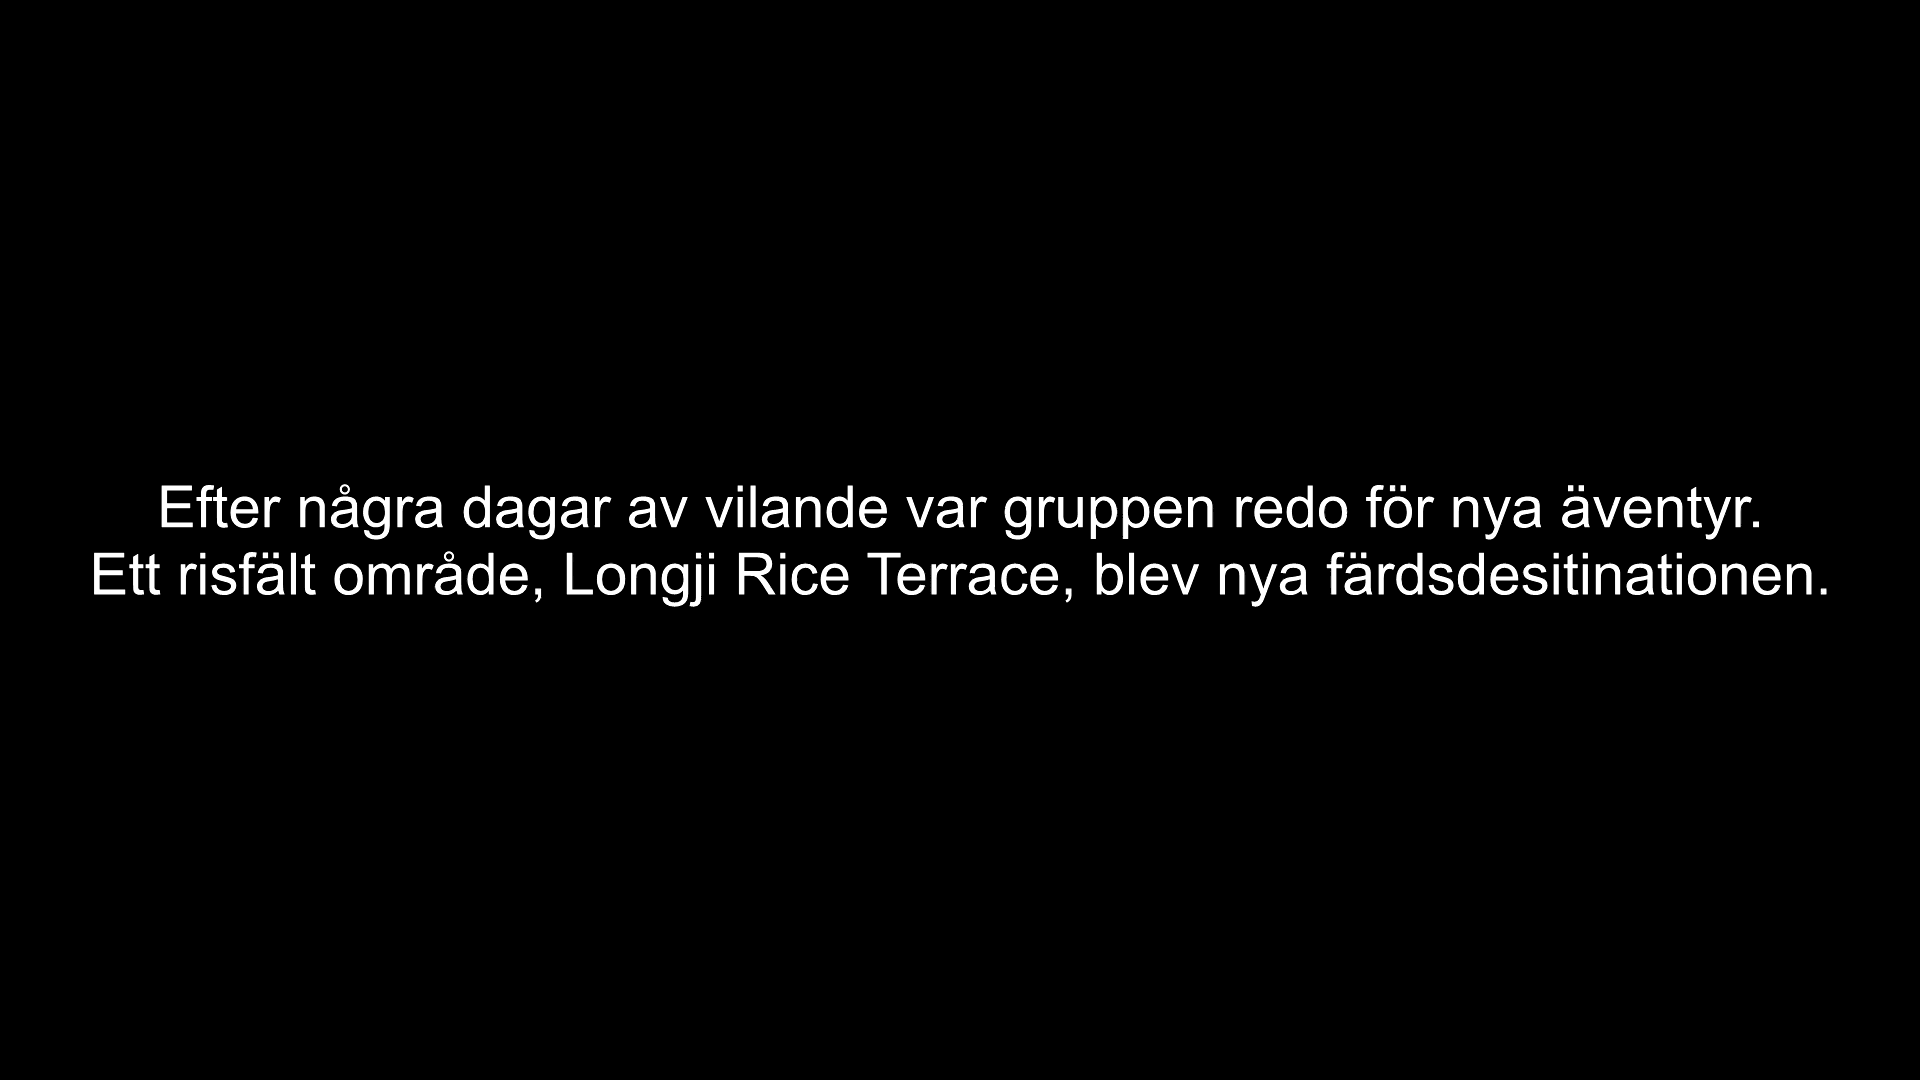 Efter några dagar av vilande var gruppen redo för nya äventyr.
Ett risfält område, Longji Rice Terrace, blev nya färdsdesitinationen.